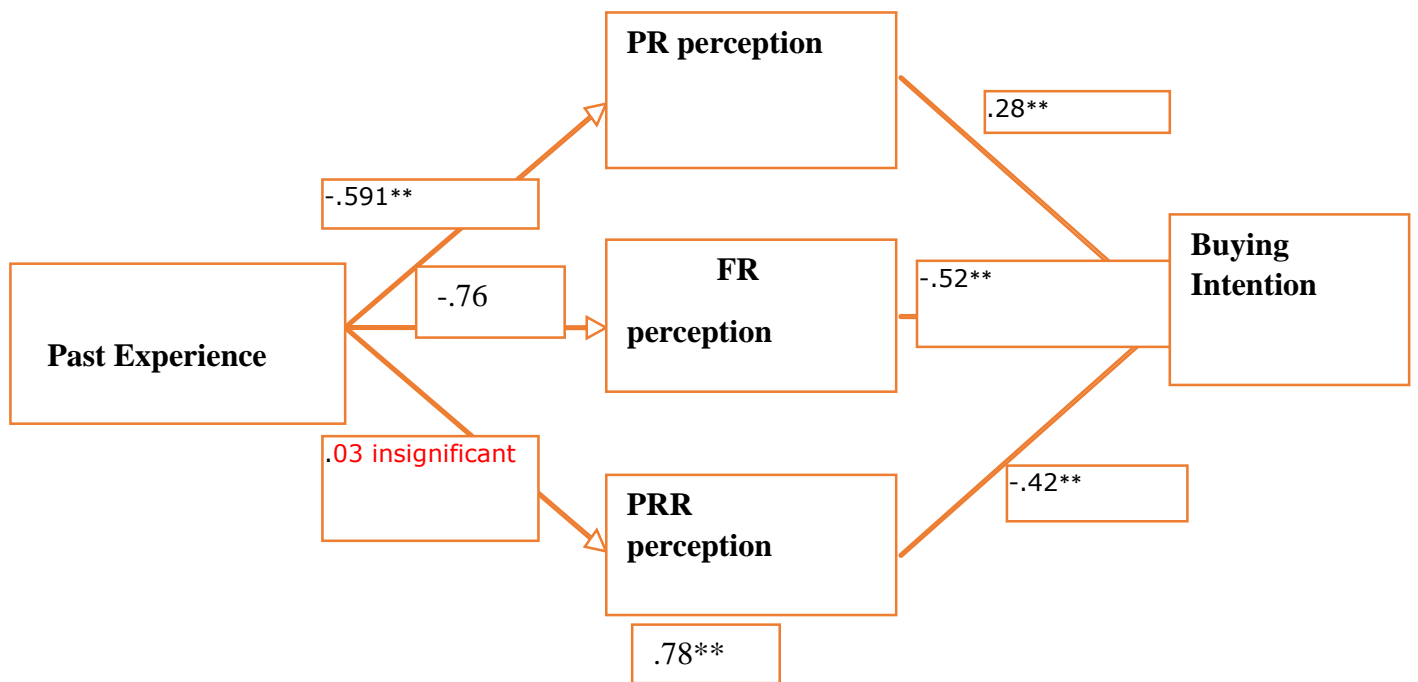 PR perception
.28**
-.591**
Buying
Intention
FR
perception
-.52**
-.76
Past Experience
.03 insignificant
PRR
perception
-.42**
.78**